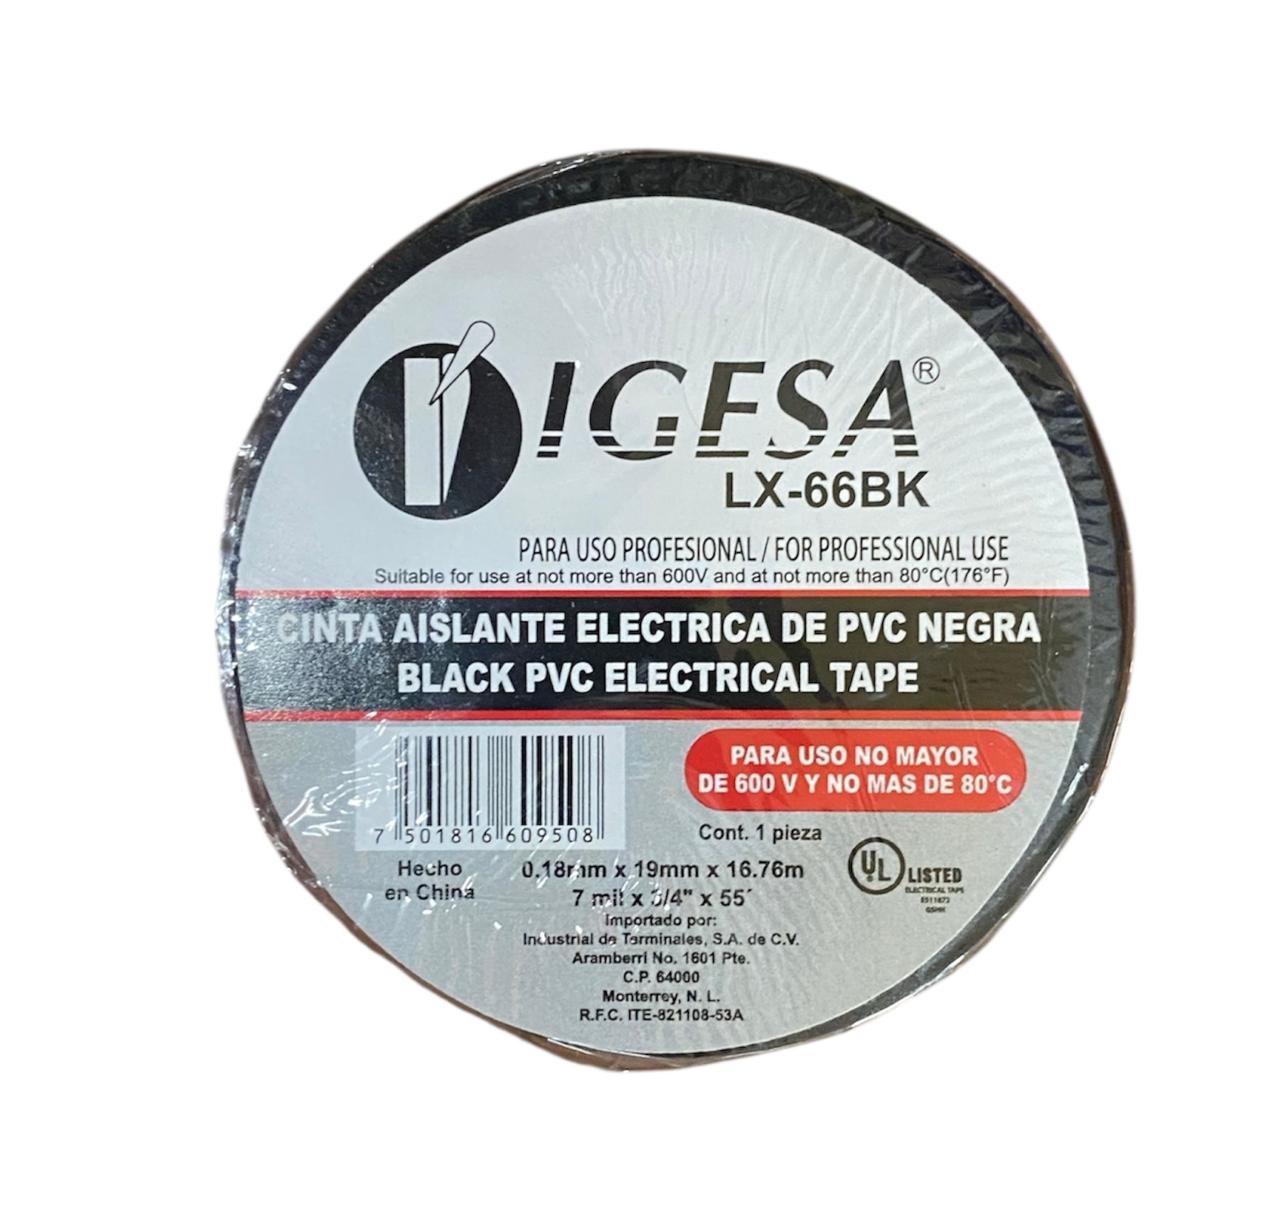 IGESA®
LX-66BK
PARA USO PROFESIONAL / FOR PROFESSIONAL USE
Suitable for use at not more than 600V and at not more than 80°C(176°F)
CINTA AISLANTE ELECTRICA DE PVC NEGRA
BLACK PVC ELECTRICAL TAPE
PARA USO NO MAYOR
DE 600 V Y NO MAS DE 80°C
7 501816 609508
Cont. 1 pieza
Hecho
en China
0.18mm x 19mm x 16.76m
7 mil x 3/4" x 55´
UL LISTED
ELECTRICAL TAPE
E511873
Importado por:
Industrial de Terminales, S.A. de C.V.
Aramberri No. 1601 Pte.
C.P. 64000
Monterrey, N. L.
R.F.C. ITE-821108-53A